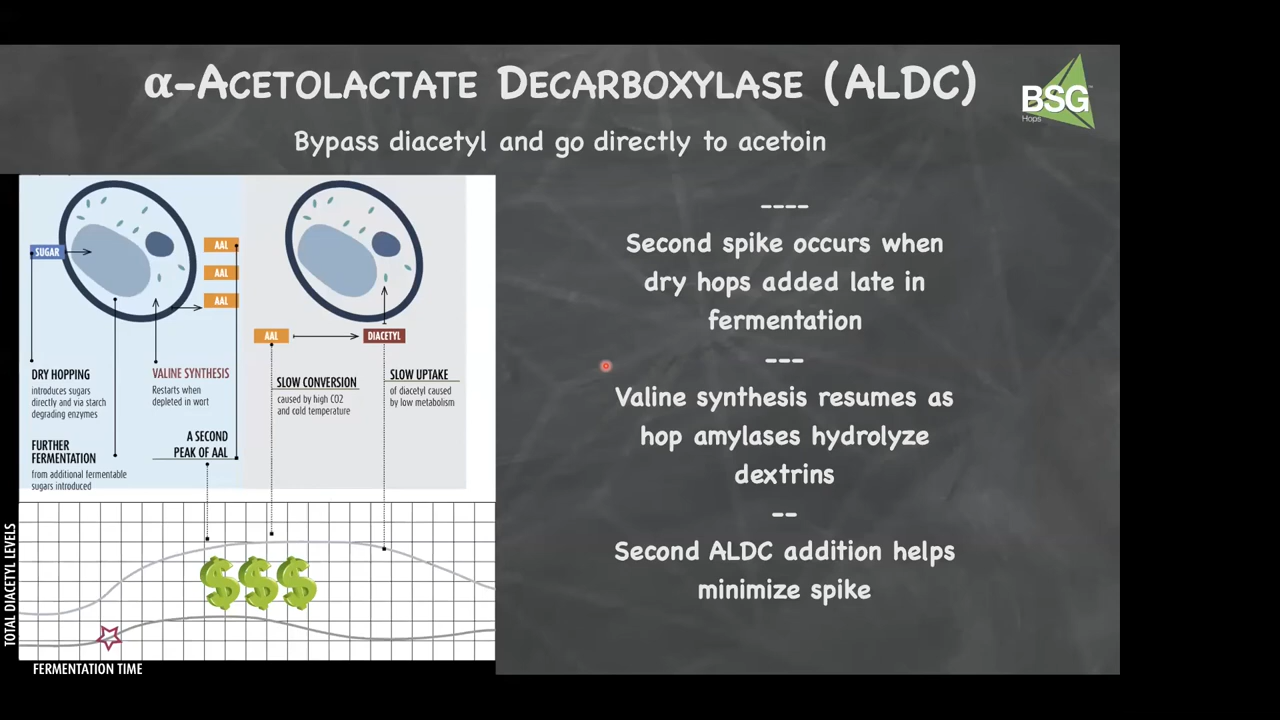 α-Acetolactate Decarboxylase (ALDC)
BSG
Hops
Bypass diacetyl and go directly to acetoin
SUGAR
AAL
AAL
AAL
AAL
DIACETYL
DRY HOPPING
introduces sugars
directly and via starch
degrading enzymes
VALINE SYNTHESIS
Restarts when
depleted in wort
SLOW CONVERSION
caused by high CO2
and cold temperature
SLOW UPTAKE
of diacetyl caused
by low metabolism
FURTHER
FERMENTATION
from additional fermentable
sugars introduced
A SECOND
PEAK OF AAL
TOTAL DIACETYL LEVELS
$$$
FERMENTATION TIME
----
Second spike occurs when
dry hops added late in
fermentation
---
Valine synthesis resumes as
hop amylases hydrolyze
dextrins
--
Second ALDC addition helps
minimize spike